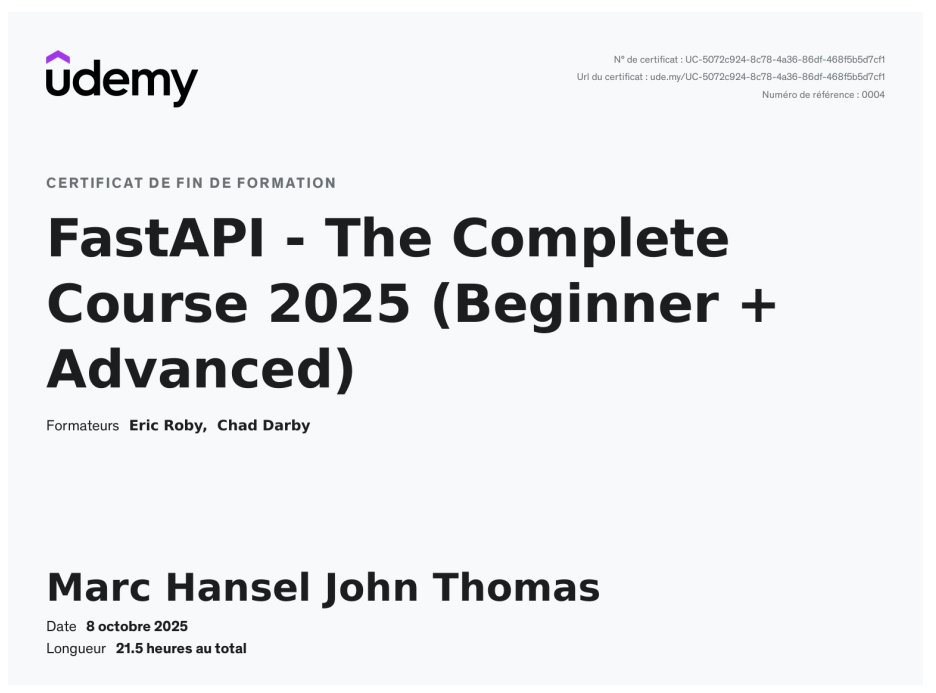 udemy
N° de certificat : UC-5072c924-8c78-4a36-86df-468f5b5d7cf1
Url du certificat : ude.my/UC-5072c924-8c78-4a36-86df-468f5b5d7cf1
Numéro de référence : 0004
CERTIFICAT DE FIN DE FORMATION
FastAPI - The Complete
Course 2025 (Beginner +
Advanced)
Formateurs Eric Roby, Chad Darby
Marc Hansel John Thomas
Date 8 octobre 2025
Longueur 21.5 heures au total